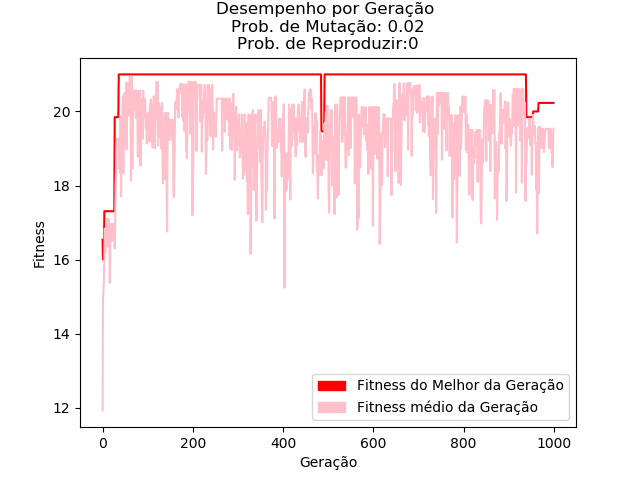 Desempenho por Geração
Prob. de Mutação: 0.02
Prob. de Reproduzir:0
Fitness
20
18
16
14
12
0
200
400
600
800
1000
Geração
Fitness do Melhor da Geração
Fitness médio da Geração